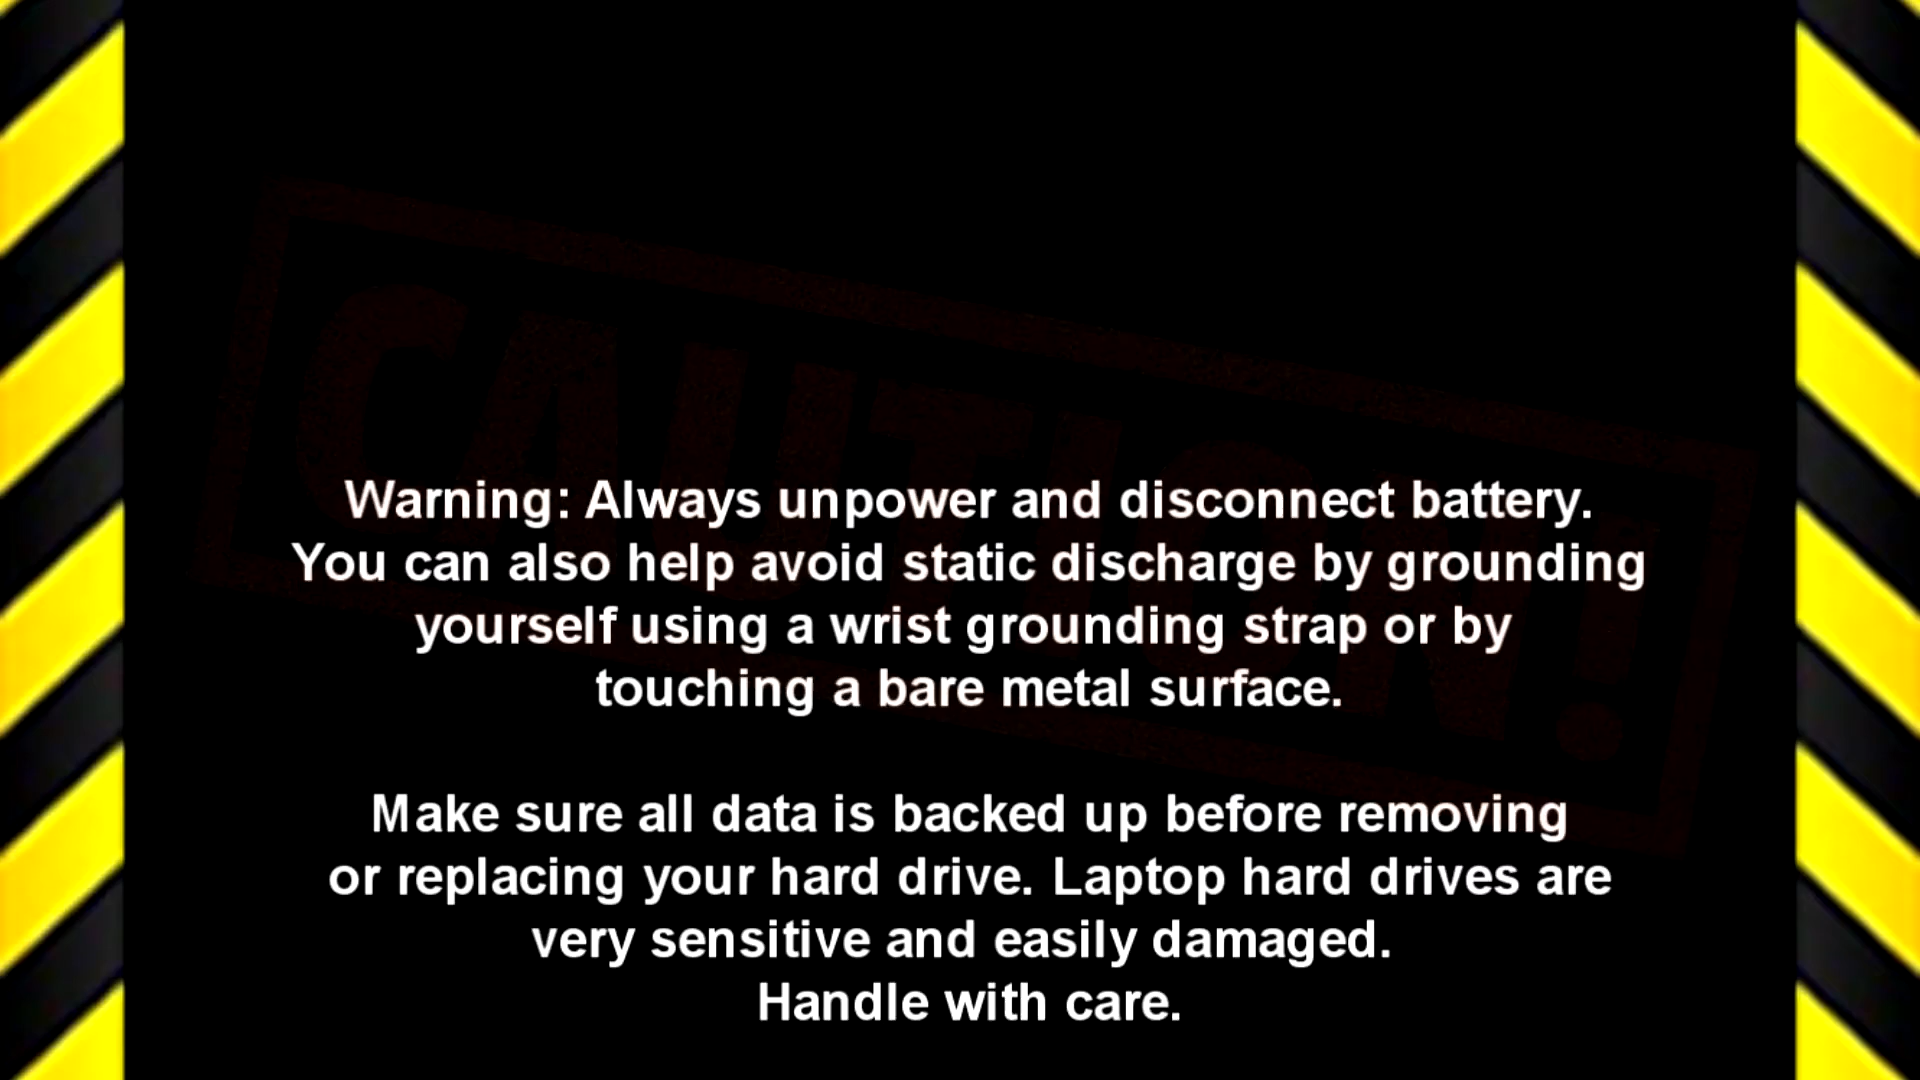 CAUTION!
Warning: Always unpower and disconnect battery.
You can also help avoid static discharge by grounding
yourself using a wrist grounding strap or by
touching a bare metal surface.
Make sure all data is backed up before removing
or replacing your hard drive. Laptop hard drives are
very sensitive and easily damaged.
Handle with care.